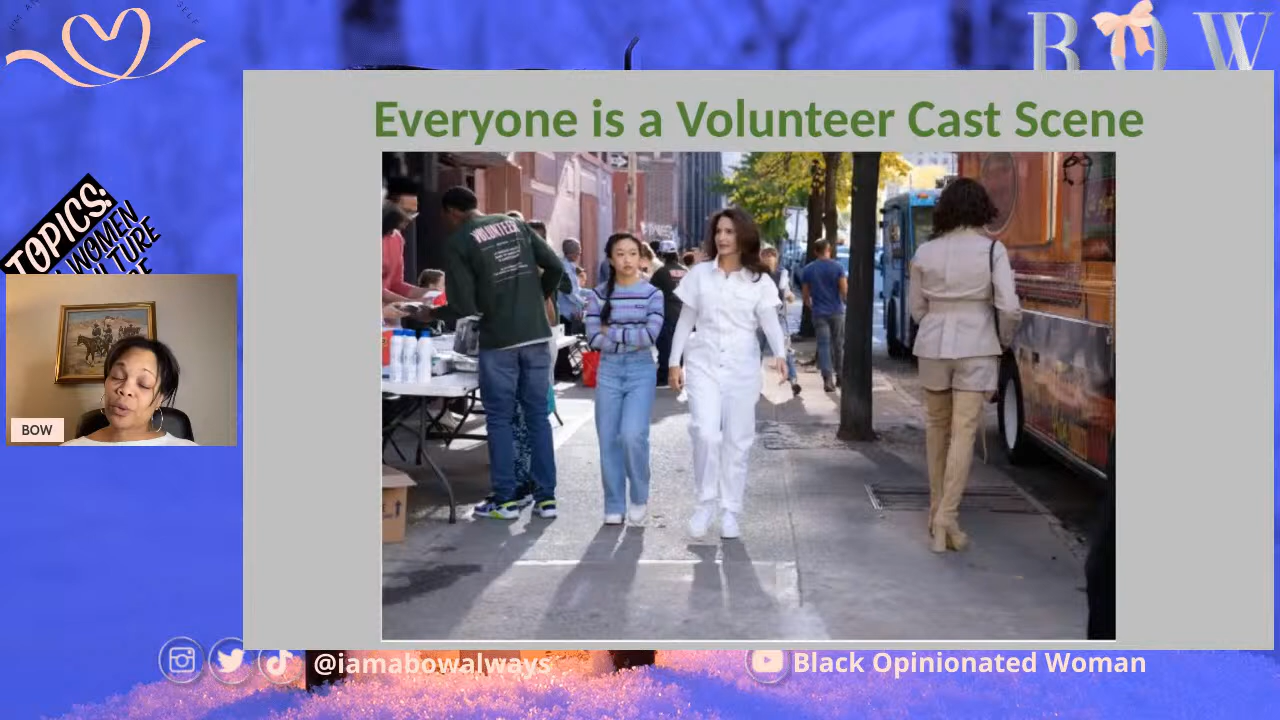 B O W
Everyone is a Volunteer Cast Scene
TOPICS:
WOMEN
VOLUNTEER
BOW
@iamabowalways
Black Opinionated Woman